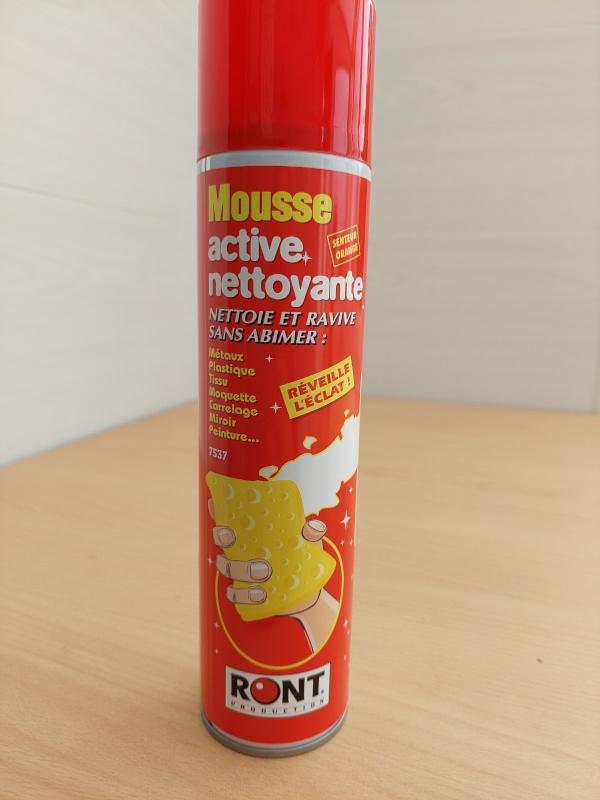 Mousse
active
nettoyante
SENTEUR
ORANGE
NETTOIE ET RAVIVE
SANS ABIMER :
Métaux
Plastique
Tissu
Moquette
Carrelage
Miroir
Peinture...
7537
RÉVEILLE
L'ÉCLAT !
RONT®
PRODUCTION